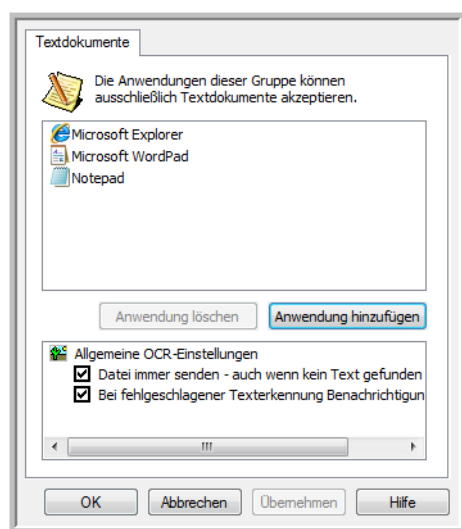 Textdokumente
Die Anwendungen dieser Gruppe können
ausschließlich Textdokumente akzeptieren.
Microsoft Explorer
Microsoft WordPad
Notepad
Anwendung löschen Anwendung hinzufügen
Allgemeine OCR-Einstellungen
Datei immer senden - auch wenn kein Text gefunden
Bei fehlgeschlagener Texterkennung Benachrichtigun
OK Abbrechen Übernehmen Hilfe